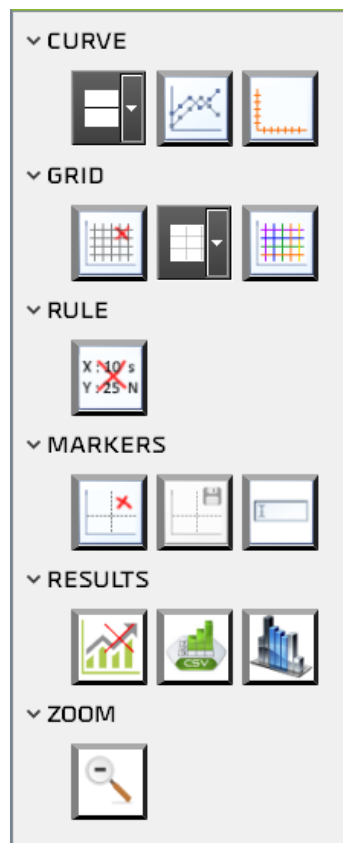 CURVE
GRID
RULE
X : 10 s
Y : 25 N
MARKERS
RESULTS
CSV
ZOOM